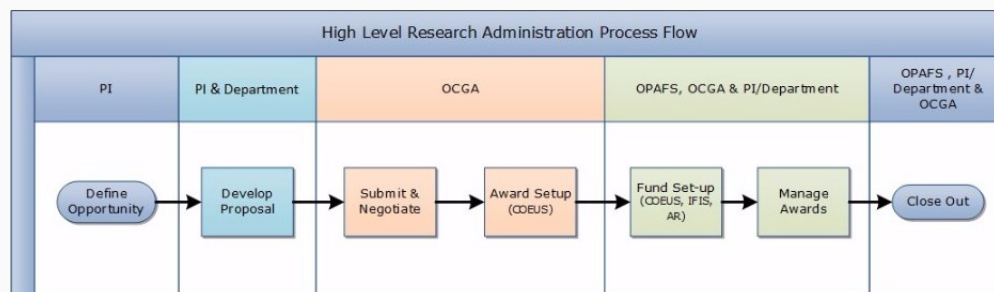 High Level Research Administration Process Flow
PI
PI & Department
OCGA
OPAFS, OCGA & PI/Department
OPAFS , PI/
Department &
OCGA
Define
Opportunity
Develop
Proposal
Submit &
Negotiate
Award Setup
(COEUS)
Fund Set-up
(COEUS, IFIS,
AR)
Manage
Awards
Close Out